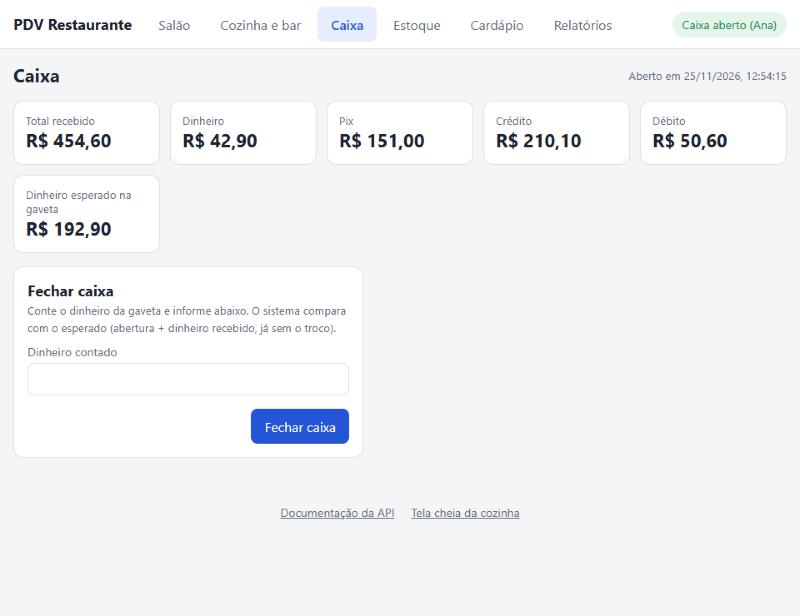 PDV Restaurante
Salão
Cozinha e bar
Caixa
Estoque
Cardápio
Relatórios
Caixa aberto (Ana)
Caixa
Aberto em 25/11/2026, 12:54:15
Total recebido
R$ 454,60
Dinheiro
R$ 42,90
Pix
R$ 151,00
Crédito
R$ 210,10
Débito
R$ 50,60
Dinheiro esperado na
gaveta
R$ 192,90
Fechar caixa
Conte o dinheiro da gaveta e informe abaixo. O sistema compara
com o esperado (abertura + dinheiro recebido, já sem o troco).
Dinheiro contado
Fechar caixa
Documentação da API
Tela cheia da cozinha